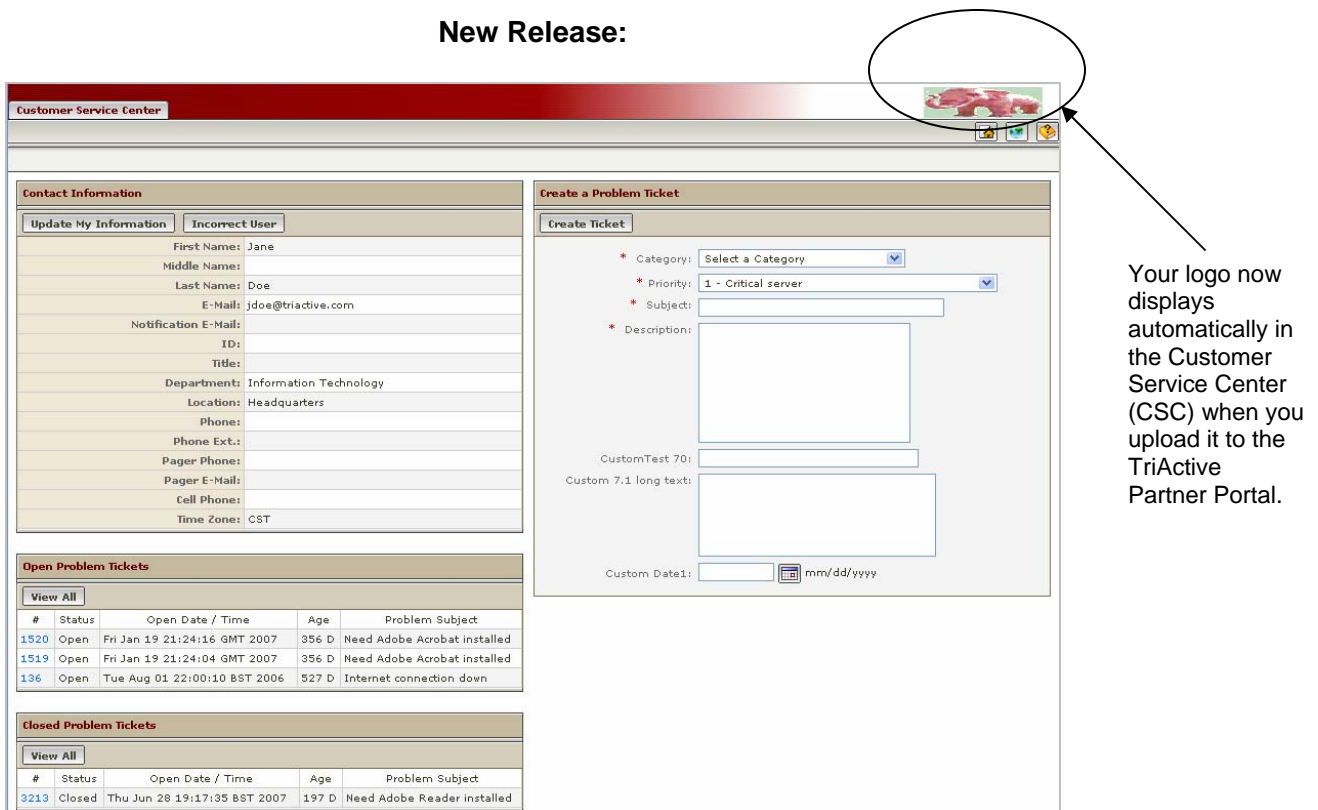 New Release:
Customer Service Center
Contact Information
Update My Information Incorrect User
First Name: Jane
Middle Name:
Last Name: Doe
E-Mail: jdoe@triactive.com
Notification E-Mail:
ID:
Title:
Department: Information Technology
Location: Headquarters
Phone:
Phone Ext.:
Pager Phone:
Pager E-Mail:
Cell Phone:
Time Zone: CST
Open Problem Tickets
View All
# Status Open Date / Time Age Problem Subject
1520 Open Fri Jan 19 21:24:16 GMT 2007 356 D Need Adobe Acrobat installed
1519 Open Fri Jan 19 21:24:04 GMT 2007 356 D Need Adobe Acrobat installed
136 Open Tue Aug 01 22:00:10 BST 2006 527 D Internet connection down
Closed Problem Tickets
View All
# Status Open Date / Time Age Problem Subject
3213 Closed Thu Jun 28 19:17:35 BST 2007 197 D Need Adobe Reader installed
Create a Problem Ticket
Create Ticket
* Category: Select a Category
* Priority: 1 - Critical server
* Subject:
* Description:
CustomTest 70:
Custom 7.1 long text:
Custom Date1: mm/dd/yyyy
Your logo now
displays
automatically in
the Customer
Service Center
(CSC) when you
upload it to the
TriActive
Partner Portal.